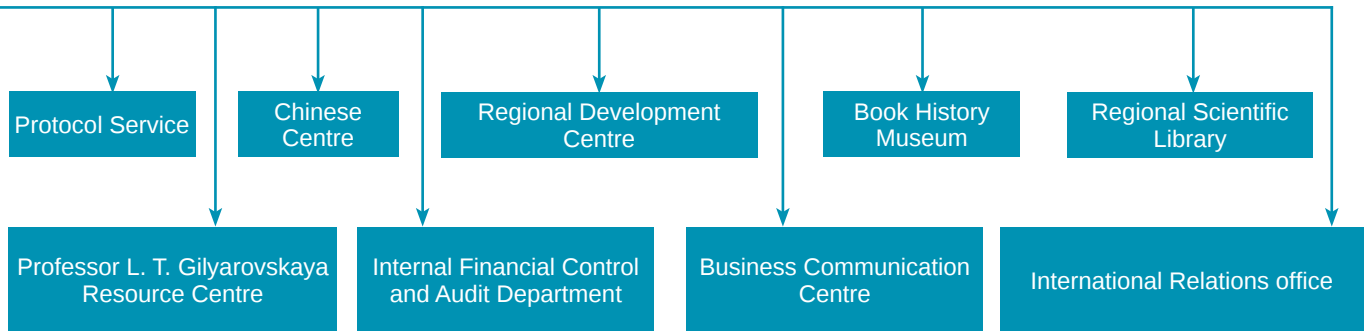 Protocol Service
Chinese
Centre
Regional Development
Centre
Book History
Museum
Regional Scientific
Library
Professor L. T. Gilyarovskaya
Resource Centre
Internal Financial Control
and Audit Department
Business Communication
Centre
International Relations office